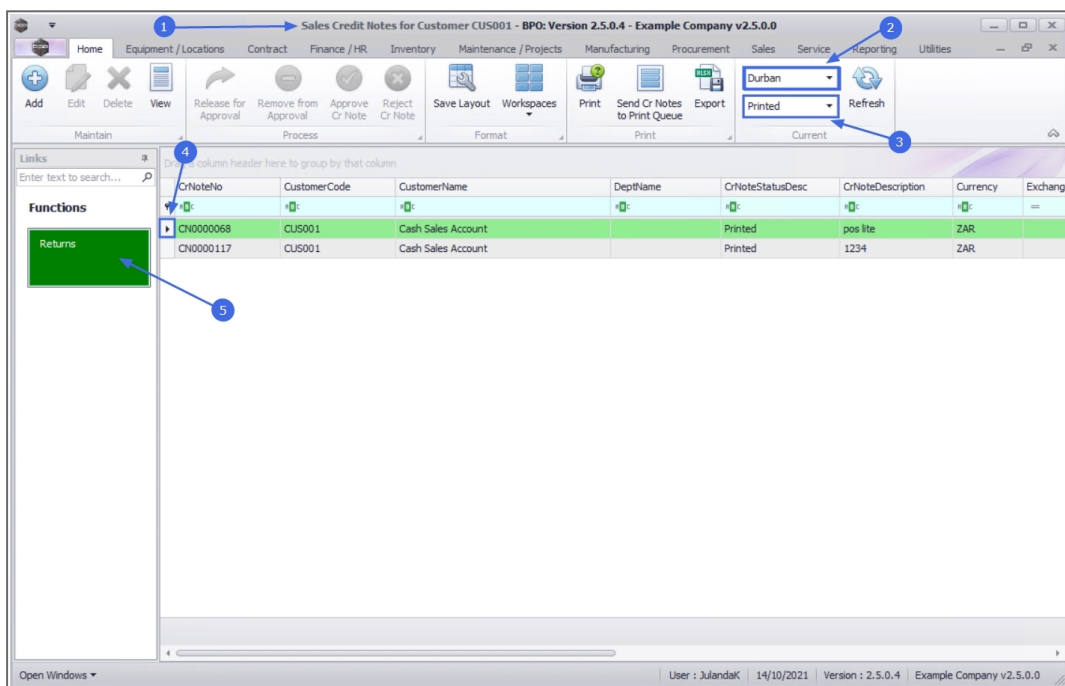 1
Sales Credit Notes for Customer CUS001 - BPO: Version 2.5.0.4 - Example Company v2.5.0.0
2
Home Equipment / Locations Contract Finance / HR Inventory Maintenance / Projects Manufacturing Procurement Sales Service Reporting Utilities
Add Edit Delete View
Release for Approval Remove from Approval Approve Cr Note Reject Cr Note
Save Layout Workspaces
Print Send Cr Notes to Print Queue Export
XLSX
Durban
Printed
Refresh
Maintain Process Format Print Current
3
4
Links
Enter text to search...
Functions
Returns
5
column header here to group by that column
CrNoteNo CustomerCode CustomerName DeptName CrNoteStatusDesc CrNoteDescription Currency Exchang
=
CN0000068 CUS001 Cash Sales Account Printed pos lite ZAR
CN0000117 CUS001 Cash Sales Account Printed 1234 ZAR
Open Windows
User : JulandaK 14/10/2021 Version : 2.5.0.4 Example Company v2.5.0.0